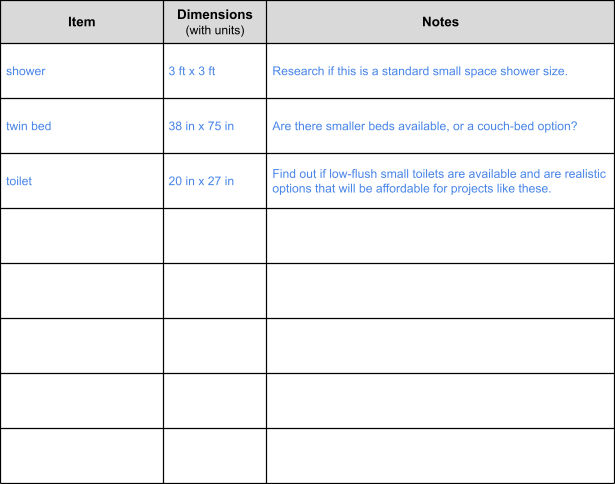 Item
Dimensions
(with units)
Notes
shower
3 ft x 3 ft
Research if this is a standard small space shower size.
twin bed
38 in x 75 in
Are there smaller beds available, or a couch-bed option?
toilet
20 in x 27 in
Find out if low-flush small toilets are available and are realistic
options that will be affordable for projects like these.